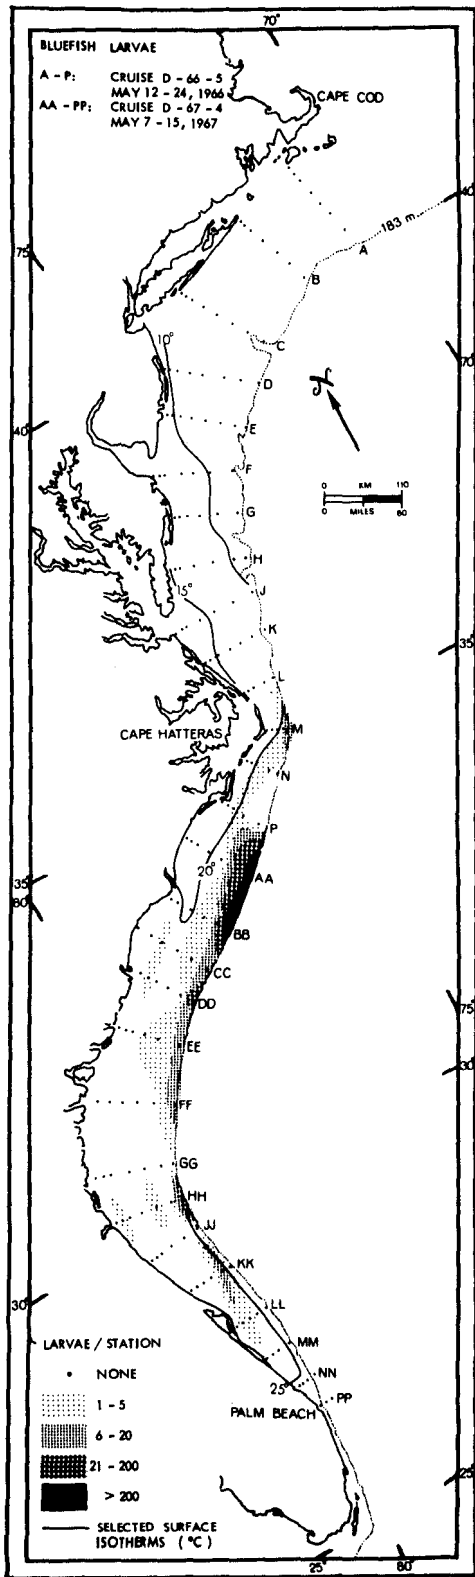 70°
BLUEFISH LARVAE
A - P: CRUISE D - 66 - 5
MAY 12 - 24, 1966
AA - PP: CRUISE D - 67 - 4
MAY 7 - 15, 1967
CAPE COD
40
183 m.
A
75
B
C
10°
D
70
E
40
F
0 KM 110
0 MILES 60
G
H
15°
J
K
35
L
CAPE HATTERAS
M
N
P
20°
AA
35
80
BB
CC
DD
75
EE
30
FF
GG
HH
JJ
KK
LL
30
MM
LARVAE / STATION
NONE
NN
25°
PP
1 - 5
PALM BEACH
6 - 20
21 - 200
25
> 200
SELECTED SURFACE
ISOTHERMS (°C)
25°
80°